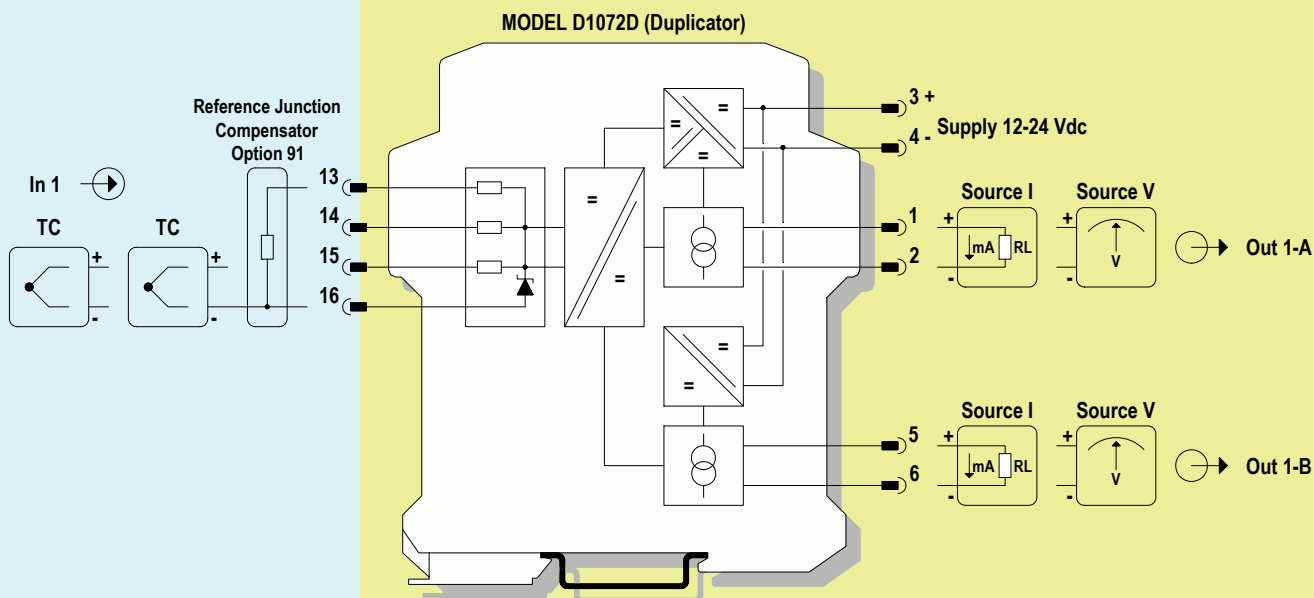 MODEL D1072D (Duplicator)
Reference Junction
Compensator
Option 91
In 1
TC
TC
+
-
+
-
13
14
15
16
=
=
=
=
=
=
=
3 +
4 -
Supply 12-24 Vdc
1
2
Source I
Source V
+
-
mA
RL
+
-
V
Out 1-A
5
6
Source I
Source V
+
-
mA
RL
+
-
V
Out 1-B